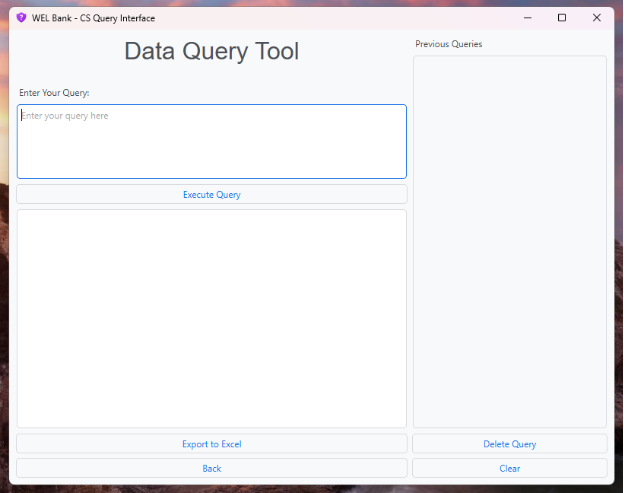 WEL Bank - CS Query Interface
Data Query Tool
Enter Your Query:
Enter your query here
Execute Query
Export to Excel
Back
Previous Queries
Delete Query
Clear